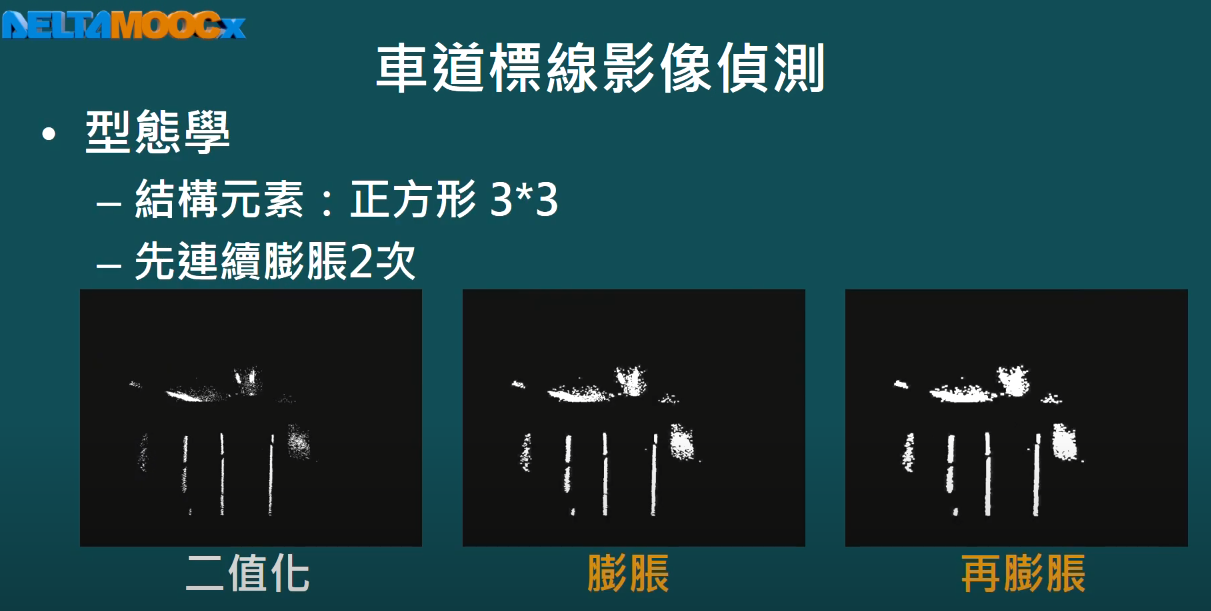 DELTAMOOCx
車道標線影像偵測
• 型態學
– 結構元素：正方形 3*3
– 先連續膨脹2次
二值化
膨脹
再膨脹